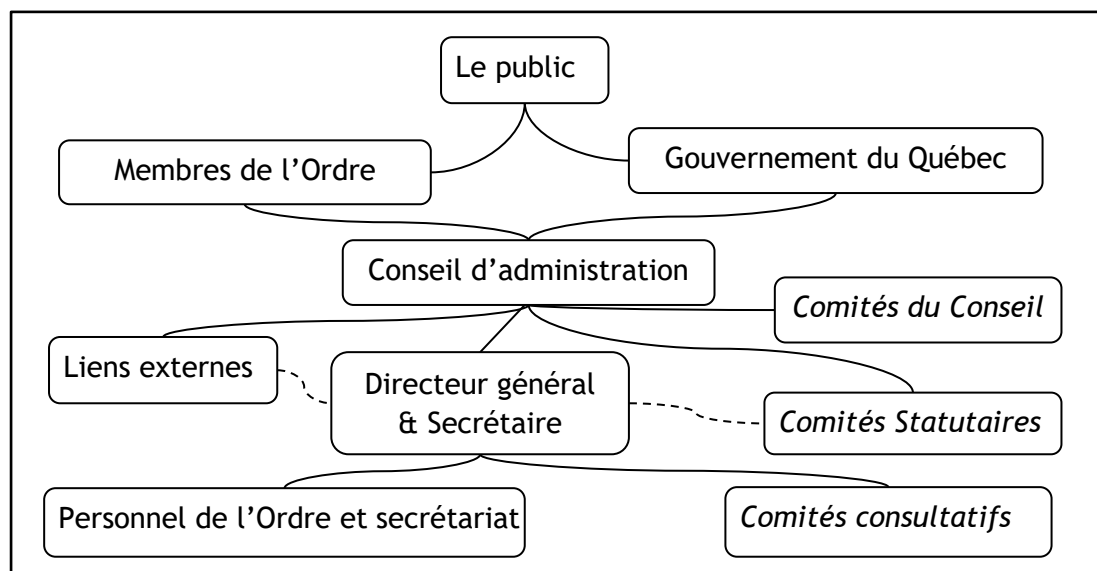 Le public
Membres de l’Ordre
Gouvernement du Québec
Conseil d’administration
Comités du Conseil
Liens externes
Directeur général
& Secrétaire
Comités Statutaires
Personnel de l’Ordre et secrétariat
Comités consultatifs